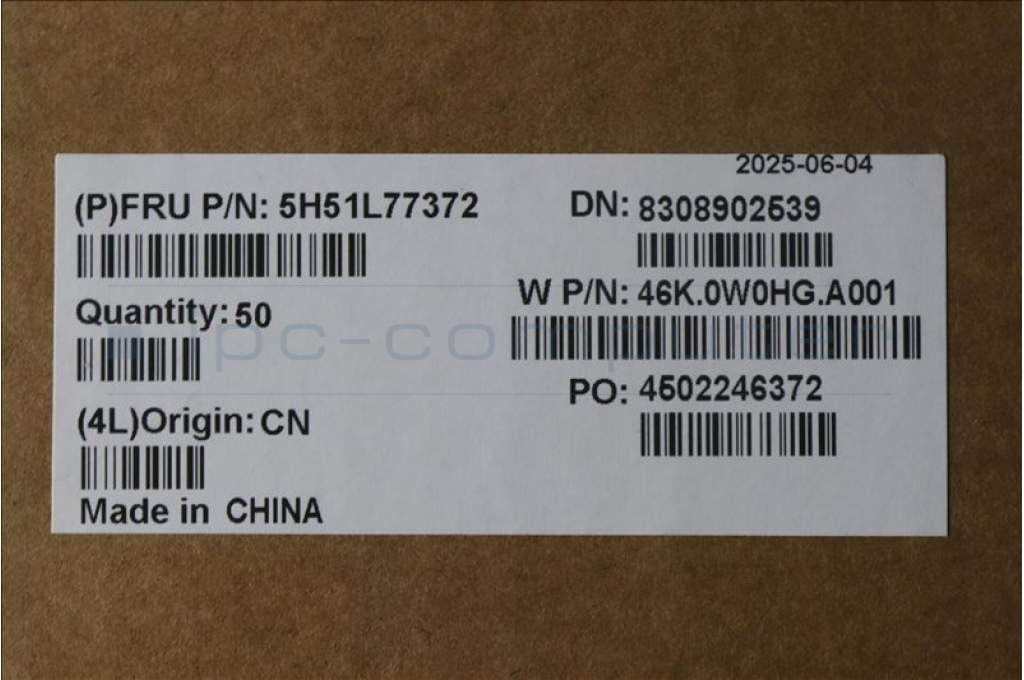 2025-06-04
(P)FRU P/N: 5H51L77372
DN: 8308902539
W P/N: 46K.0W0HG.A001
Quantity: 50
PO: 4502246372
(4L)Origin: CN
Made in CHINA